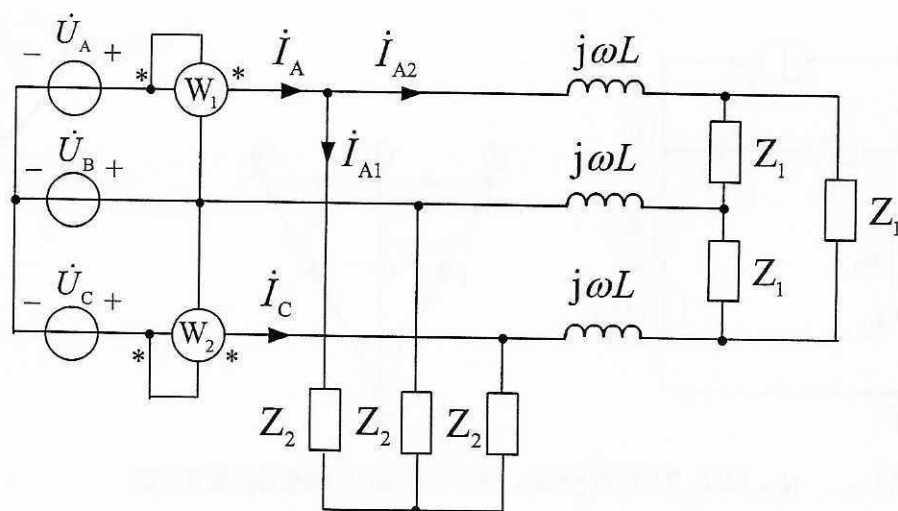 − U̇A +
* W1 *
İA
İA2
jωL
İA1
Z1
Z1
− U̇B +
jωL
Z1
− U̇C +
* W2 *
İC
jωL
Z2
Z2
Z2